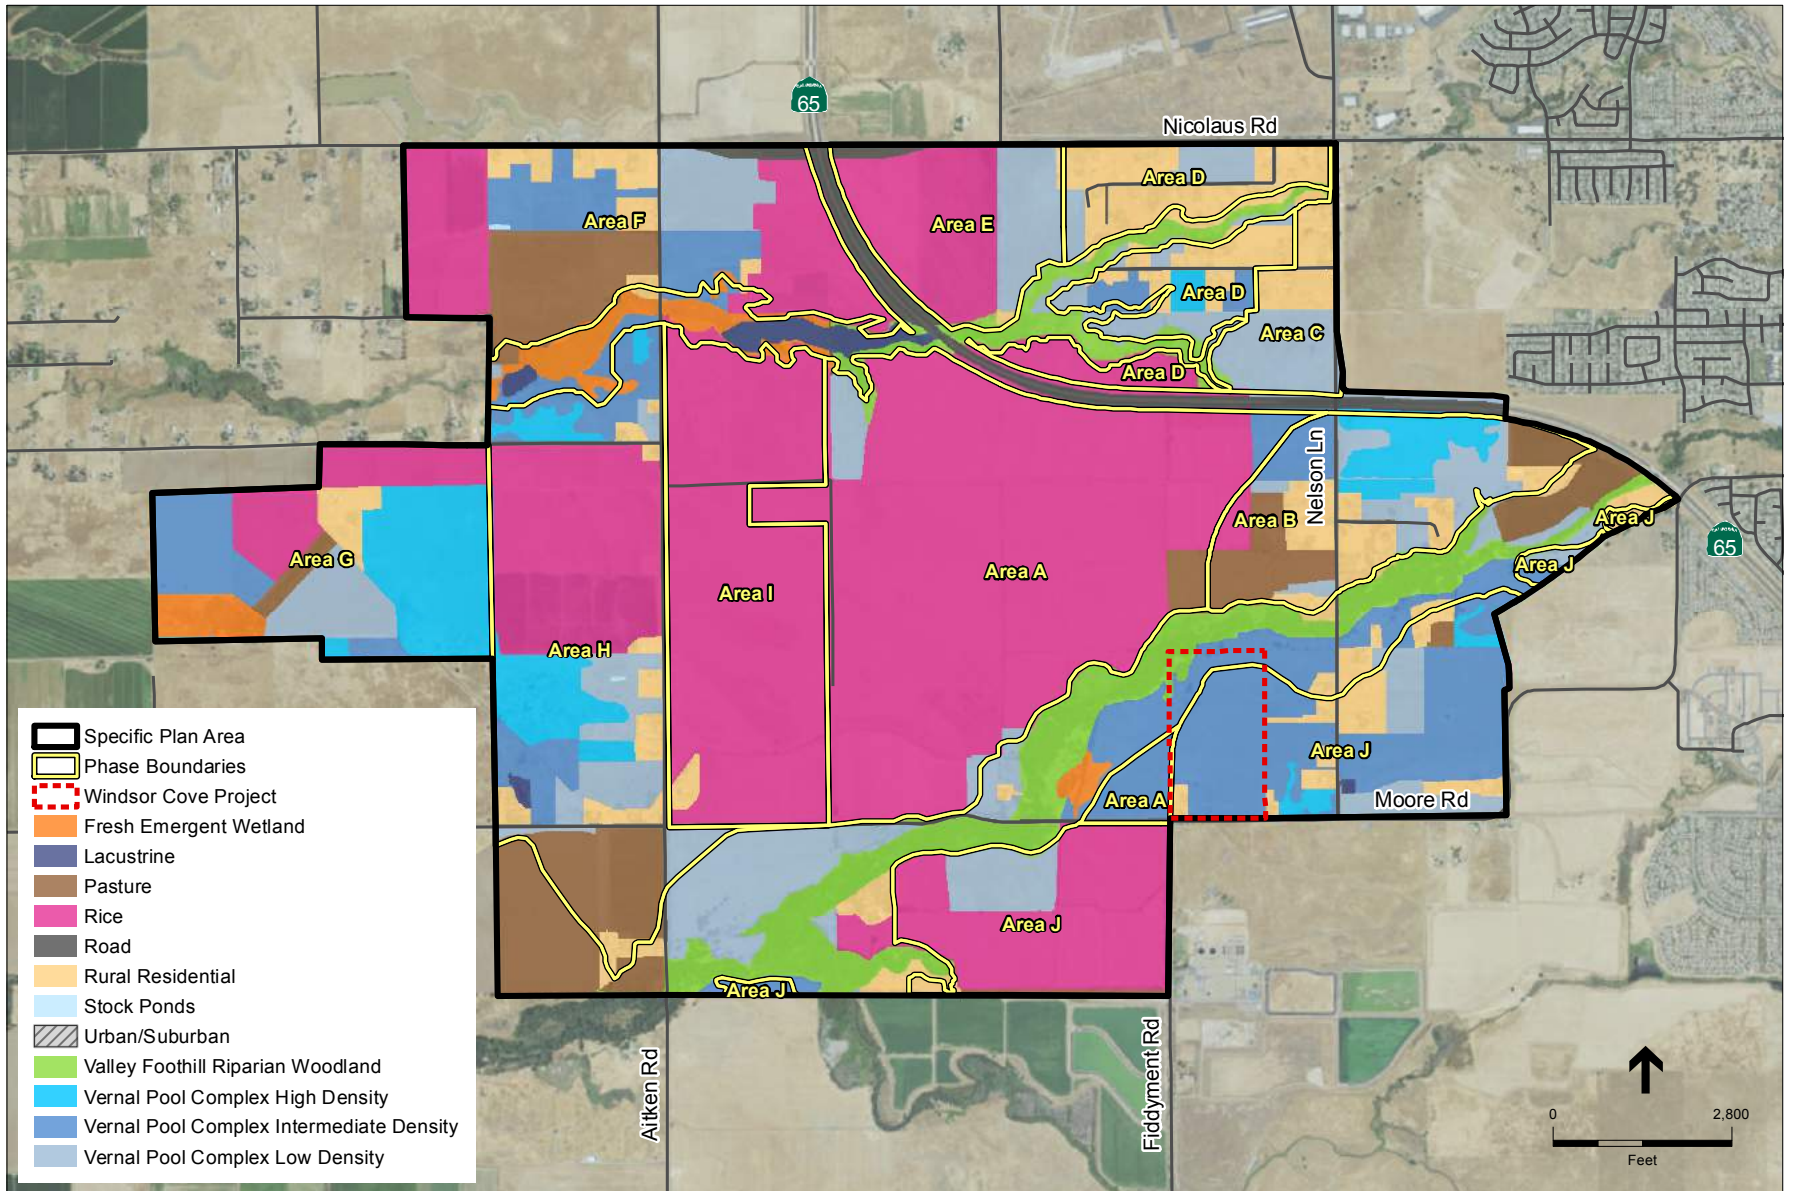 65
Nicolaus Rd
Area D
Area F
Area E
Area D
Area C
Area D
Nelson Ln
Area B
Area J
65
Area G
Area J
Area A
Area I
Area H
Area J
Area A
Moore Rd
Area J
Area J
Aitken Rd
Fiddyment Rd
Specific Plan Area
Phase Boundaries
Windsor Cove Project
Fresh Emergent Wetland
Lacustrine
Pasture
Rice
Road
Rural Residential
Stock Ponds
Urban/Suburban
Valley Foothill Riparian Woodland
Vernal Pool Complex High Density
Vernal Pool Complex Intermediate Density
Vernal Pool Complex Low Density
0 2,800
Feet